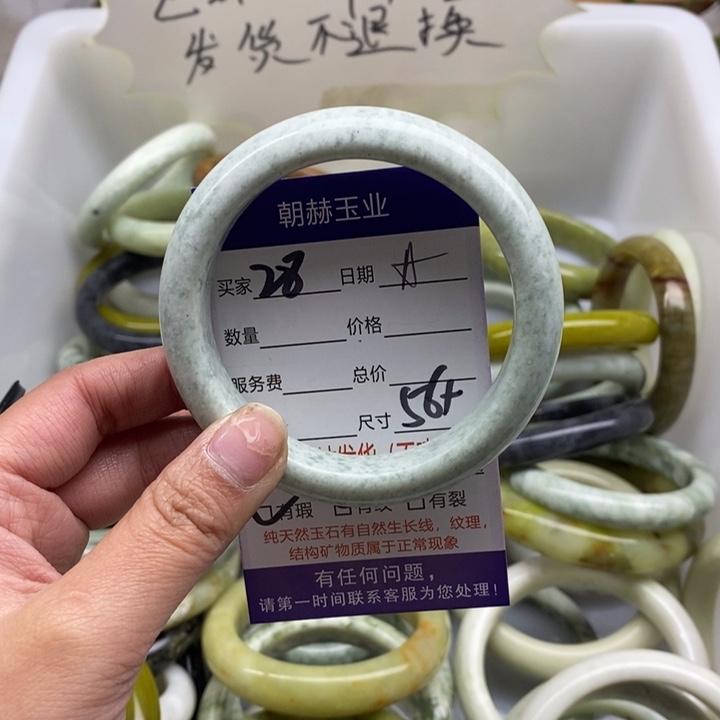 发货不退换
朝赫玉业
买家 28 日期
数量 价格
服务费 总价
尺寸 56+
有瑕 有纹 有裂
纯天然玉石有自然生长线，纹理，
结构矿物质属于正常现象
有任何问题，
请第一时间联系客服为您处理！